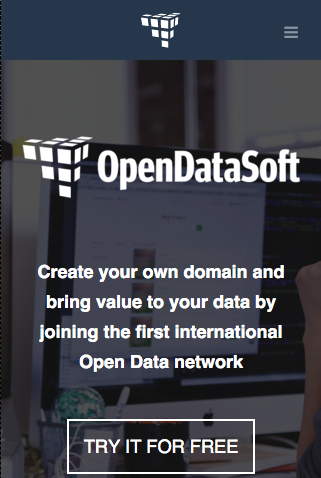 OpenDataSoft
Create your own domain and
bring value to your data by
joining the first international
Open Data network
TRY IT FOR FREE